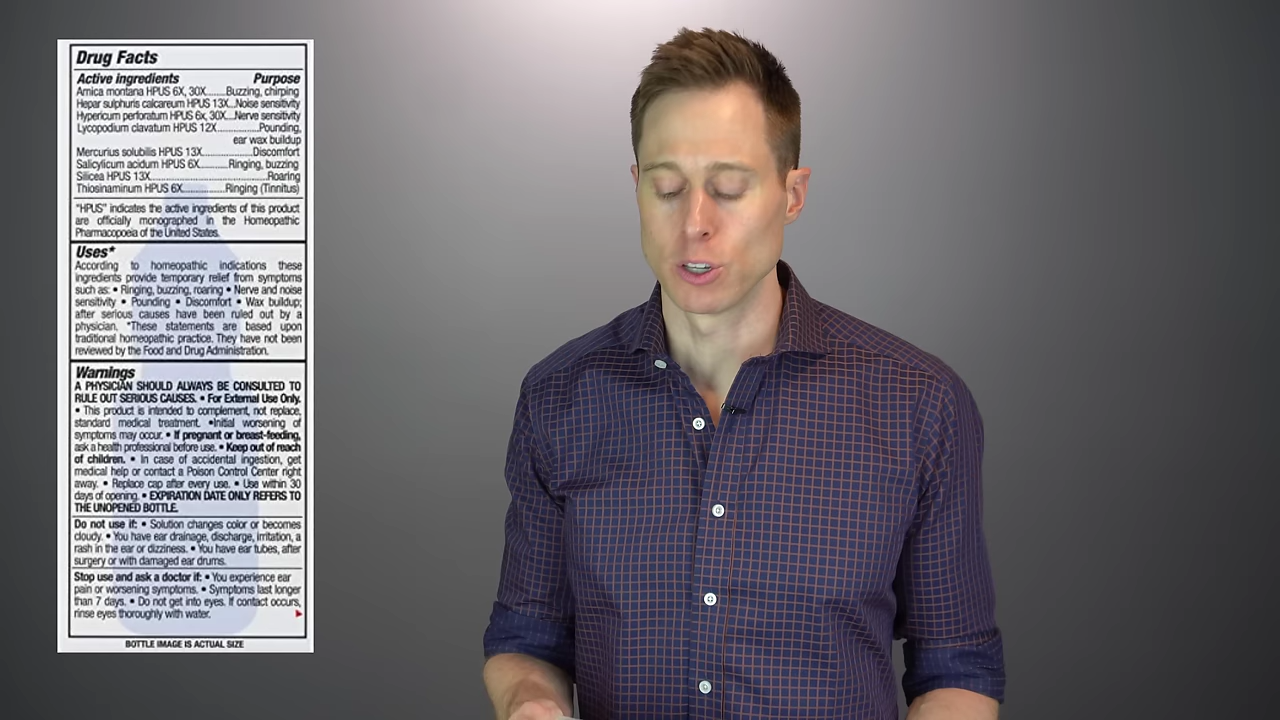 Drug Facts
Active ingredients Purpose
Arnica montana HPUS 6X, 30X........Buzzing, chirping
Hepar sulphuris calcareum HPUS 13X...Noise sensitivity
Hypericum perforatum HPUS 6x, 30X...Nerve sensitivity
Lycopodium clavatum HPUS 12X................Pounding,
ear wax buildup
Mercurius solubilis HPUS 13X..................Discomfort
Salicylicum acidum HPUS 6X..........Ringing, buzzing
Silicea HPUS 13X.............................................Roaring
Thiosinaminum HPUS 6X................Ringing (Tinnitus)
"HPUS" indicates the active ingredients of this product
are officially monographed in the Homeopathic
Pharmacopoeia of the United States.
Uses*
According to homeopathic indications these
ingredients provide temporary relief from symptoms
such as: • Ringing, buzzing, roaring • Nerve and noise
sensitivity • Pounding • Discomfort • Wax buildup;
after serious causes have been ruled out by a
physician. *These statements are based upon
traditional homeopathic practice. They have not been
reviewed by the Food and Drug Administration.
Warnings
A PHYSICIAN SHOULD ALWAYS BE CONSULTED TO
RULE OUT SERIOUS CAUSES. • For External Use Only.
• This product is intended to complement, not replace,
standard medical treatment. •Initial worsening of
symptoms may occur. • If pregnant or breast-feeding,
ask a health professional before use. • Keep out of reach
of children. • In case of accidental ingestion, get
medical help or contact a Poison Control Center right
away. • Replace cap after every use. • Use within 30
days of opening. • EXPIRATION DATE ONLY REFERS TO
THE UNOPENED BOTTLE.
Do not use if: • Solution changes color or becomes
cloudy. • You have ear drainage, discharge, irritation, a
rash in the ear or dizziness. • You have ear tubes, after
surgery or with damaged ear drums.
Stop use and ask a doctor if: • You experience ear
pain or worsening symptoms. • Symptoms last longer
than 7 days. • Do not get into eyes. If contact occurs,
rinse eyes thoroughly with water.
BOTTLE IMAGE IS ACTUAL SIZE